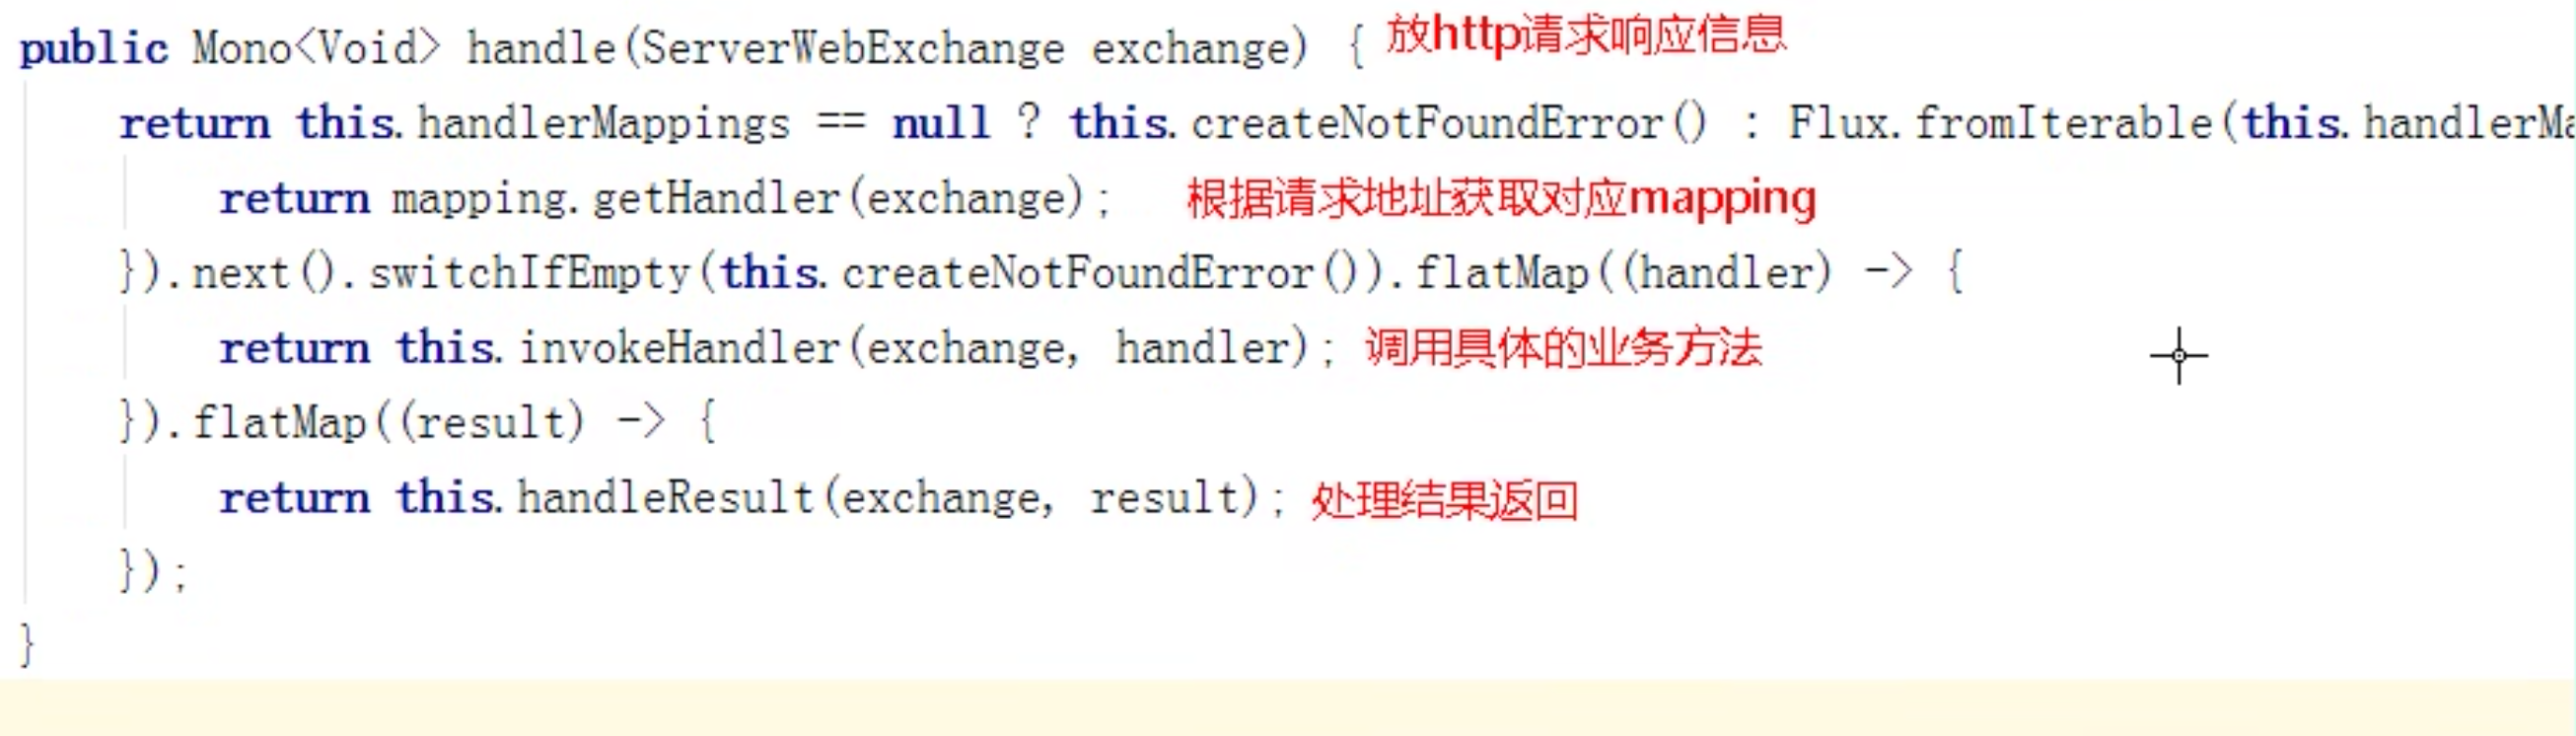 public Mono<Void> handle(ServerWebExchange exchange) { 放http请求响应信息
return this.handlerMappings == null ? this.createNotFoundError() : Flux.fromIterable(this.handlerMa
return mapping.getHandler(exchange); 根据请求地址获取对应mapping
}).next().switchIfEmpty(this.createNotFoundError()).flatMap((handler) -> {
return this.invokeHandler(exchange, handler); 调用具体的业务方法
}).flatMap((result) -> {
return this.handleResult(exchange, result); 处理结果返回
});
}